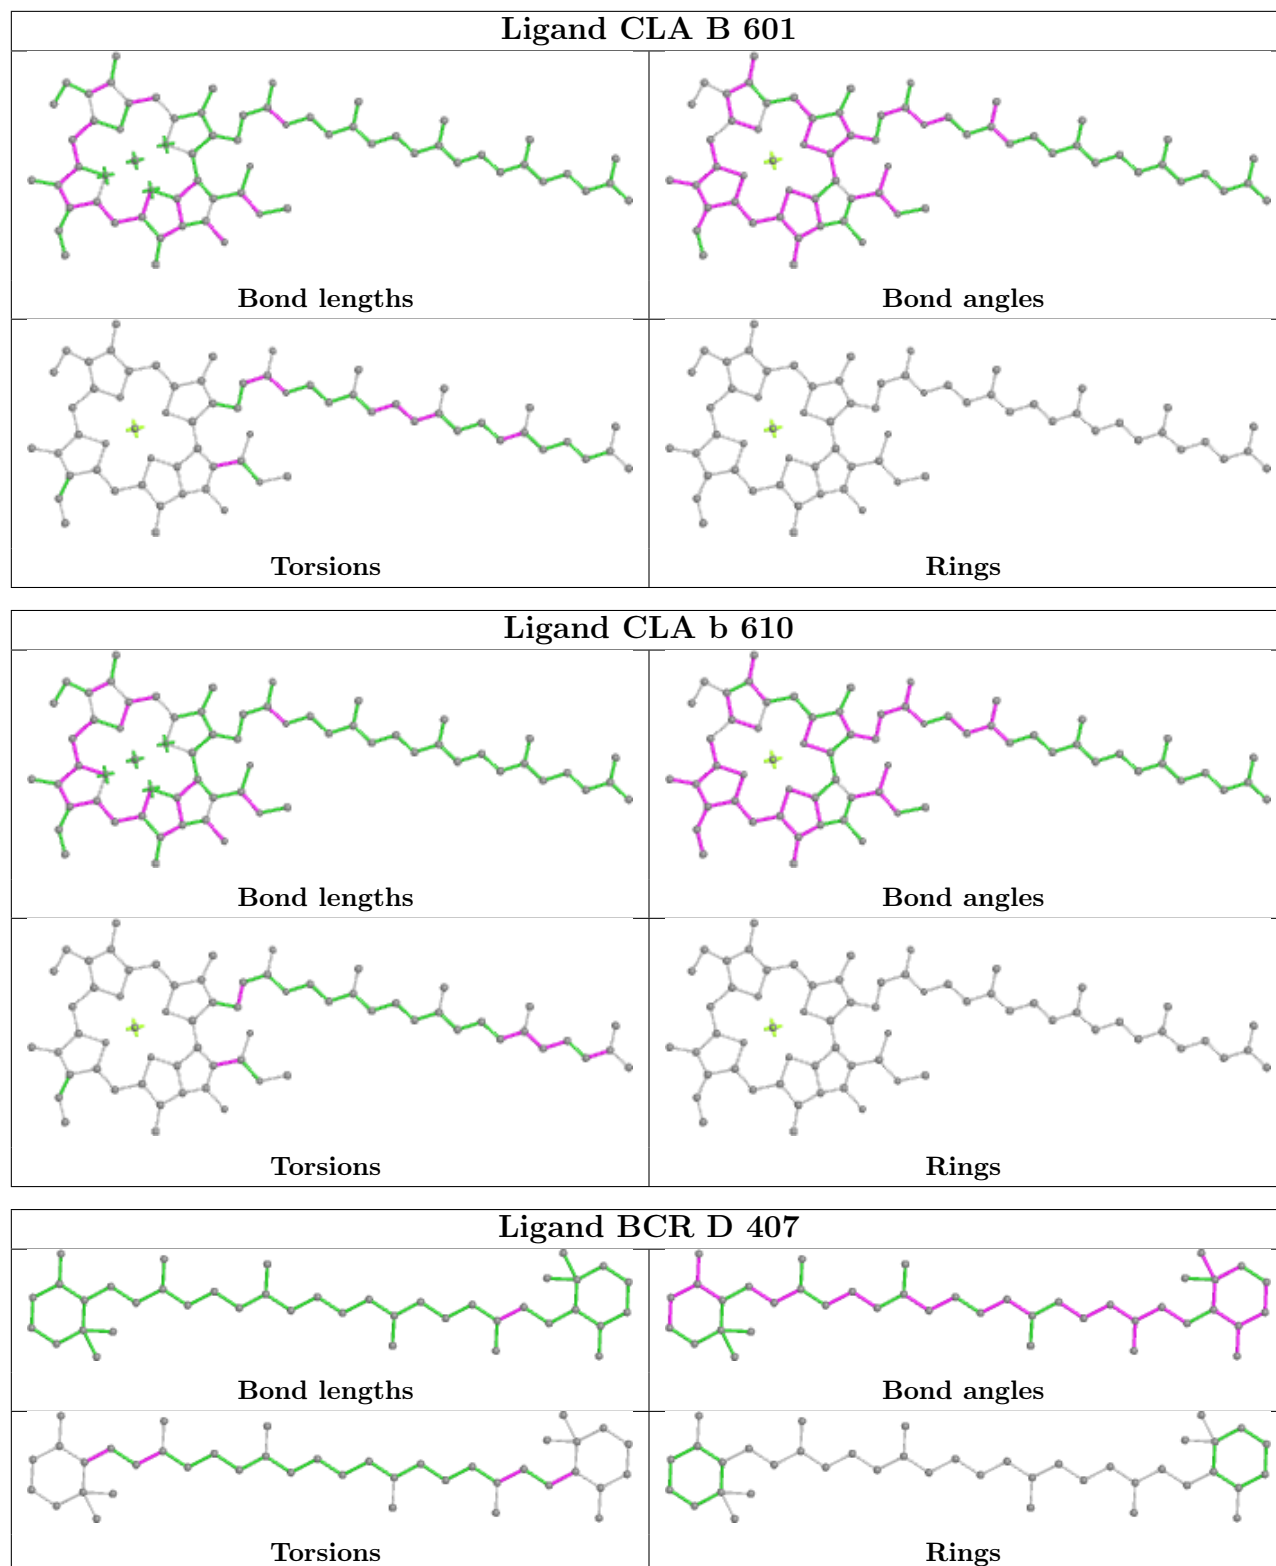 Ligand CLA B 601
Bond lengths
Bond angles
Torsions
Rings
Ligand CLA b 610
Bond lengths
Bond angles
Torsions
Rings
Ligand BCR D 407
Bond lengths
Bond angles
Torsions
Rings